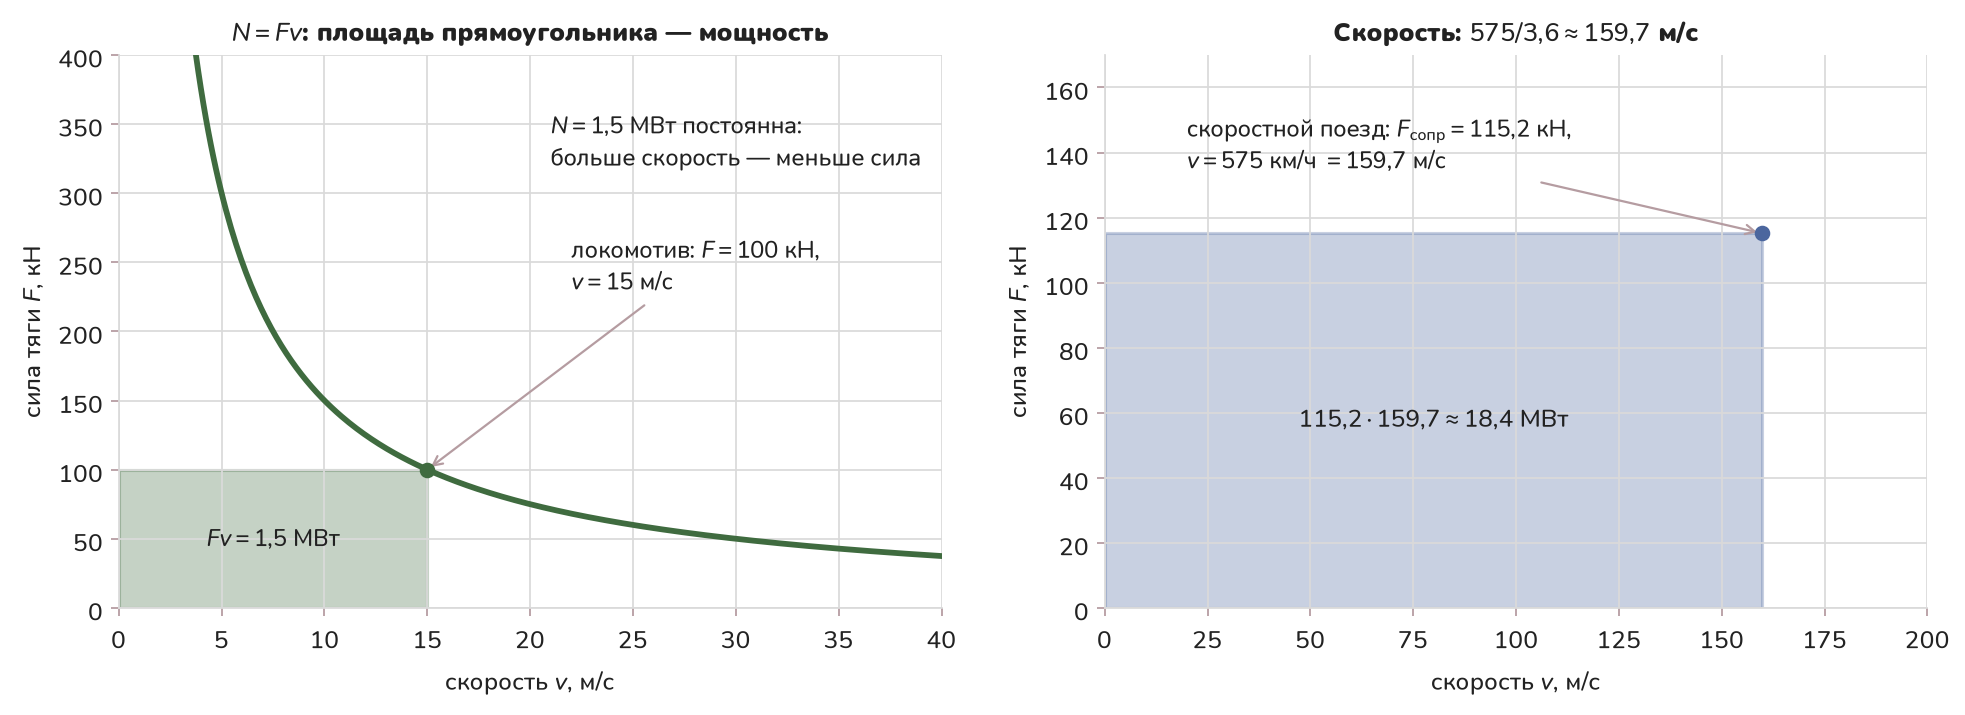 N = Fv: площадь прямоугольника — мощность
400
350
300
250
200
150
100
50
0
сила тяги F, кН
N = 1,5 МВт постоянна:
больше скорость — меньше сила
локомотив: F = 100 кН,
v = 15 м/с
Fv = 1,5 МВт
0 5 10 15 20 25 30 35 40
скорость v, м/с
Скорость: 575/3,6 ≈ 159,7 м/с
160
140
120
100
80
60
40
20
0
сила тяги F, кН
скоростной поезд: Fсопр = 115,2 кН,
v = 575 км/ч = 159,7 м/с
115,2 · 159,7 ≈ 18,4 МВт
0 25 50 75 100 125 150 175 200
скорость v, м/с